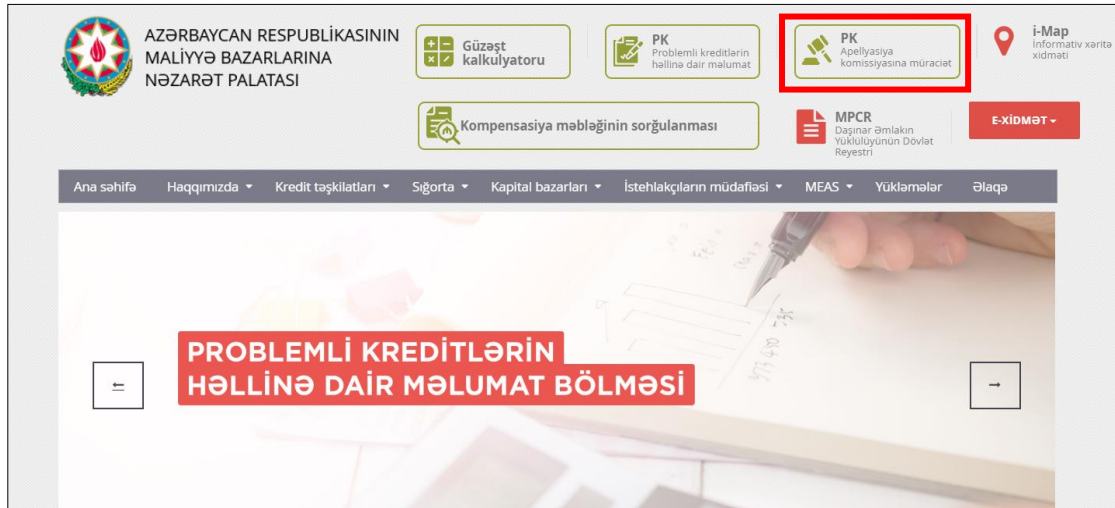 AZƏRBAYCAN RESPUBLİKASININ
MALİYYƏ BAZARLARINA
NƏZARƏT PALATASI
Güzəşt
kalkulyatoru
PK
Problemli kreditlərin
həllinə dair məlumat
PK
Apellyasiya
komissiyasına müraciət
i-Map
İnformativ xəritə
xidməti
Kompensasiya məbləğinin sorğulanması
MPCR
Daşınar Əmlakın
Yüklülüyünün Dövlət
Reyestri
E-XİDMƏT
Ana səhifə Haqqımızda Kredit təşkilatları Sığorta Kapital bazarları İstehlakçıların müdafiəsi MEAS Yükləmələr Əlaqə
PROBLEMLİ KREDİTLƏRİN
HƏLLİNƏ DAİR MƏLUMAT BÖLMƏSİ